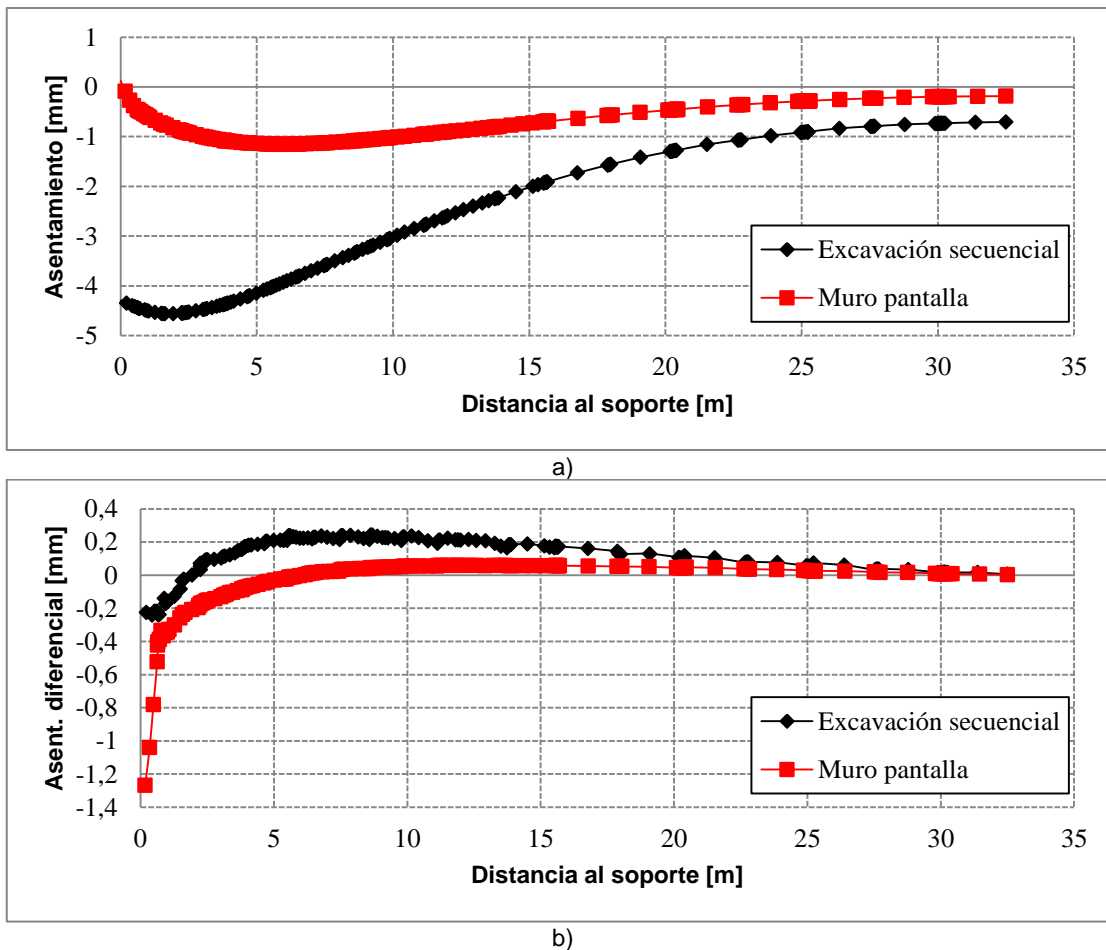 1
0
-1
-2
-3
-4
-5
Asentamiento [mm]
0 5 10 15 20 25 30 35
Distancia al soporte [m]
Excavación secuencial
Muro pantalla
a)
0,4
0,2
0
-0,2
-0,4
-0,6
-0,8
-1
-1,2
-1,4
Asent. diferencial [mm]
0 5 10 15 20 25 30 35
Distancia al soporte [m]
Excavación secuencial
Muro pantalla
b)